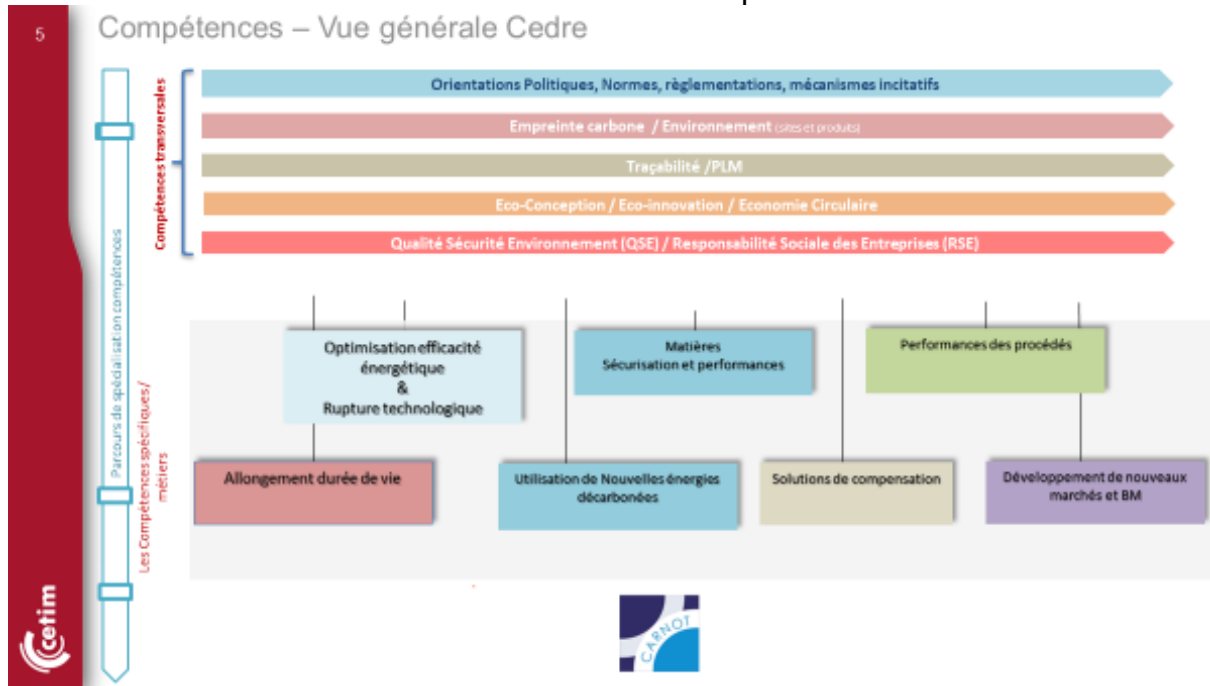 5
Compétences – Vue générale Cedre
Parcours de spécialisation compétences
Compétences transversales
Orientations Politiques, Normes, règlementations, mécanismes incitatifs
Empreinte carbone / Environnement (sites et produits)
Traçabilité /PLM
Eco-Conception / Eco-innovation / Economie Circulaire
Qualité Sécurité Environnement (QSE) / Responsabilité Sociale des Entreprises (RSE)
Les Compétences spécifiques/
métiers
Optimisation efficacité
énergétique
&
Rupture technologique
Matières
Sécurisation et performances
Performances des procédés
Allongement durée de vie
Utilisation de Nouvelles énergies
décarbonées
Solutions de compensation
Développement de nouveaux
marchés et BM
cetim
CARNOT